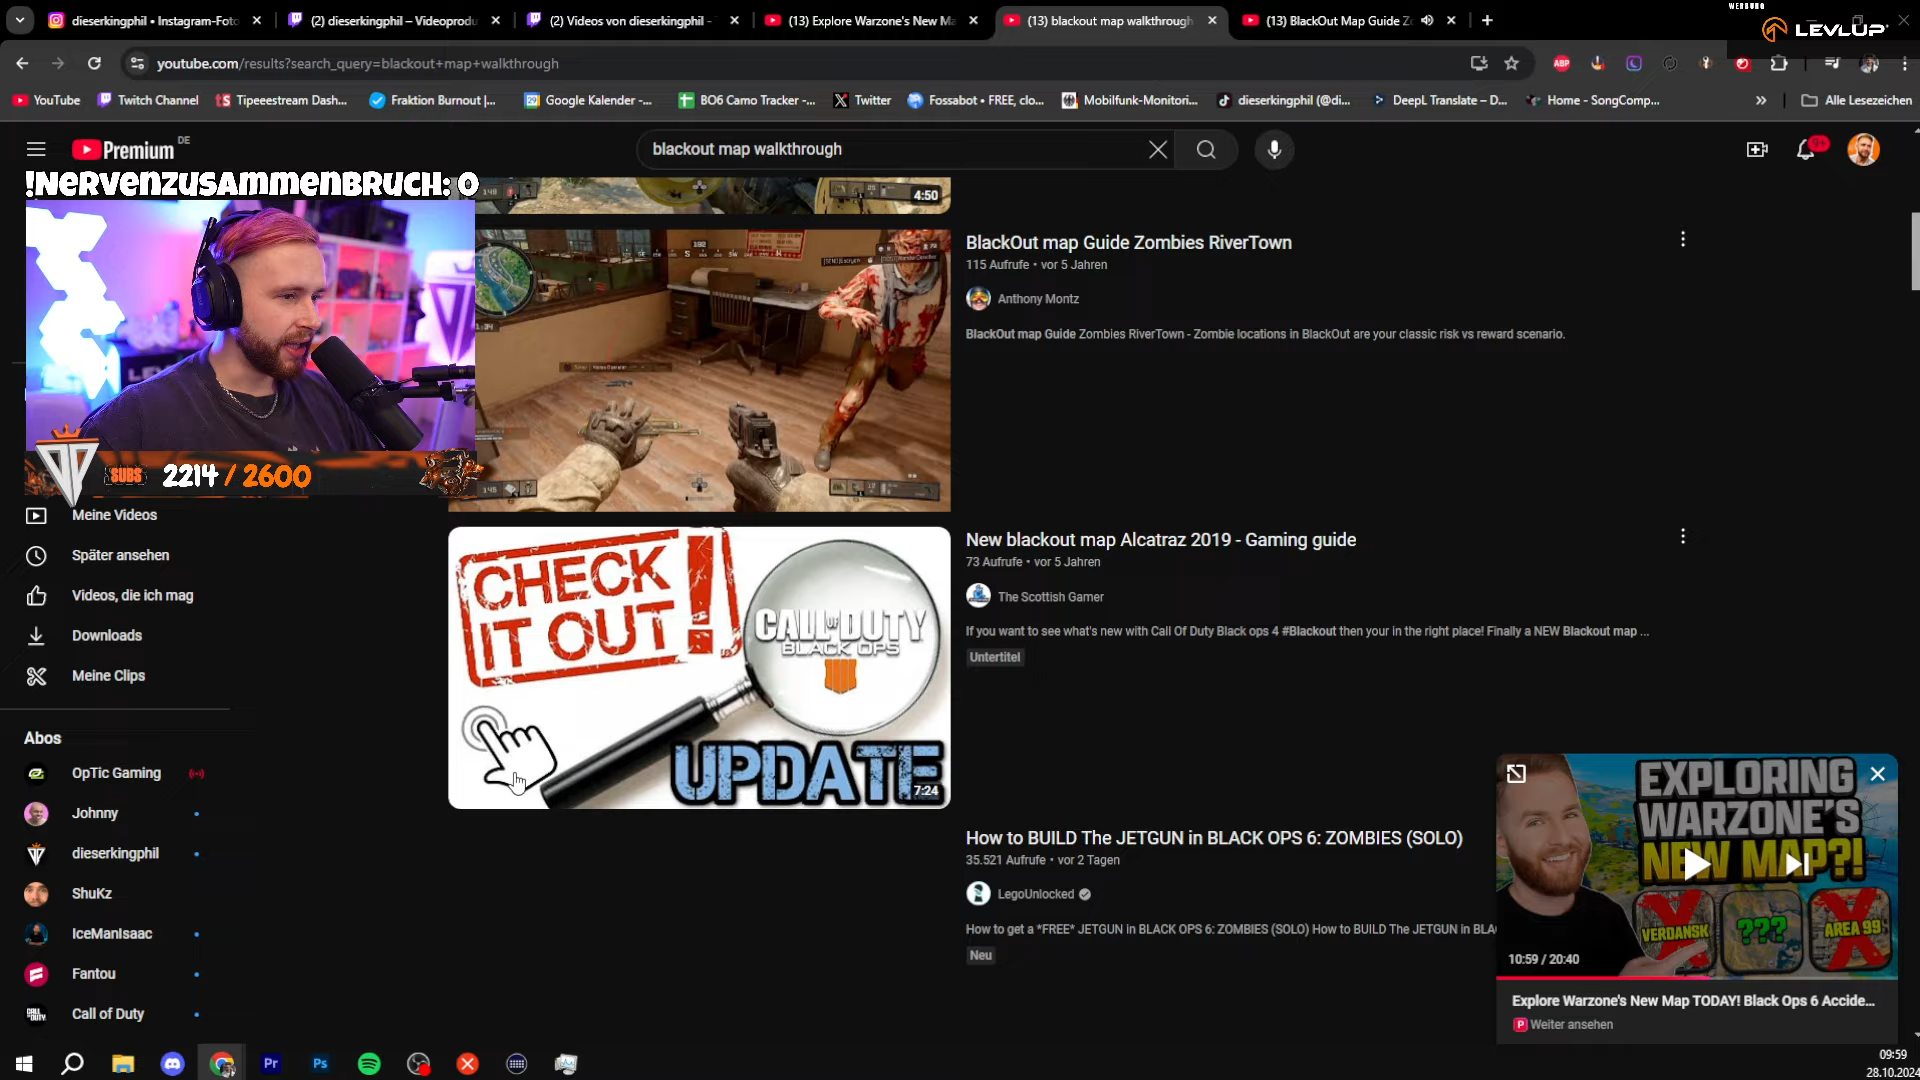 dieserkingphil • Instagram-Foto
(2) dieserkingphil – Videoprodu
(2) Videos von dieserkingphil -
(13) Explore Warzone's New Ma
(13) blackout map walkthrough
(13) BlackOut Map Guide Zo
WERBUNG
LEVLUP
youtube.com/results?search_query=blackout+map+walkthrough
ABP
YouTube
Twitch Channel
Tipeeestream Dash...
Fraktion Burnout |...
Google Kalender -...
BO6 Camo Tracker -...
Twitter
Fossabot • FREE, clo...
Mobilfunk-Monitori...
dieserkingphil (@di...
DeepL Translate – D...
Home - SongComp...
»
Alle Lesezeichen
Premium DE
blackout map walkthrough
9+
!NERVENZUSAMMENBRUCH: 0
4:50
BlackOut map Guide Zombies RiverTown
115 Aufrufe • vor 5 Jahren
Anthony Montz
BlackOut map Guide Zombies RiverTown - Zombie locations in BlackOut are your classic risk vs reward scenario.
SUBS 2214 / 2600
Meine Videos
Später ansehen
Videos, die ich mag
Downloads
Meine Clips
Abos
OpTic Gaming
Johnny
dieserkingphil
ShuKz
IceManIsaac
Fantou
Call of Duty
CHECK
IT OUT!
CALL OF DUTY
BLACK OPS
UPDATE
7:24
New blackout map Alcatraz 2019 - Gaming guide
73 Aufrufe • vor 5 Jahren
The Scottish Gamer
If you want to see what's new with Call Of Duty Black ops 4 #Blackout then your in the right place! Finally a NEW Blackout map ...
Untertitel
How to BUILD The JETGUN in BLACK OPS 6: ZOMBIES (SOLO)
35.521 Aufrufe • vor 2 Tagen
LegoUnlocked
How to get a *FREE* JETGUN in BLACK OPS 6: ZOMBIES (SOLO) How to BUILD The JETGUN in BLA
Neu
EXPLORING
WARZONE'S
NEW MAP?!
VERDANSK
???
AREA 99
10:59 / 20:40
Explore Warzone's New Map TODAY! Black Ops 6 Accide...
Weiter ansehen
Pr
Ps
09:59
28.10.2024